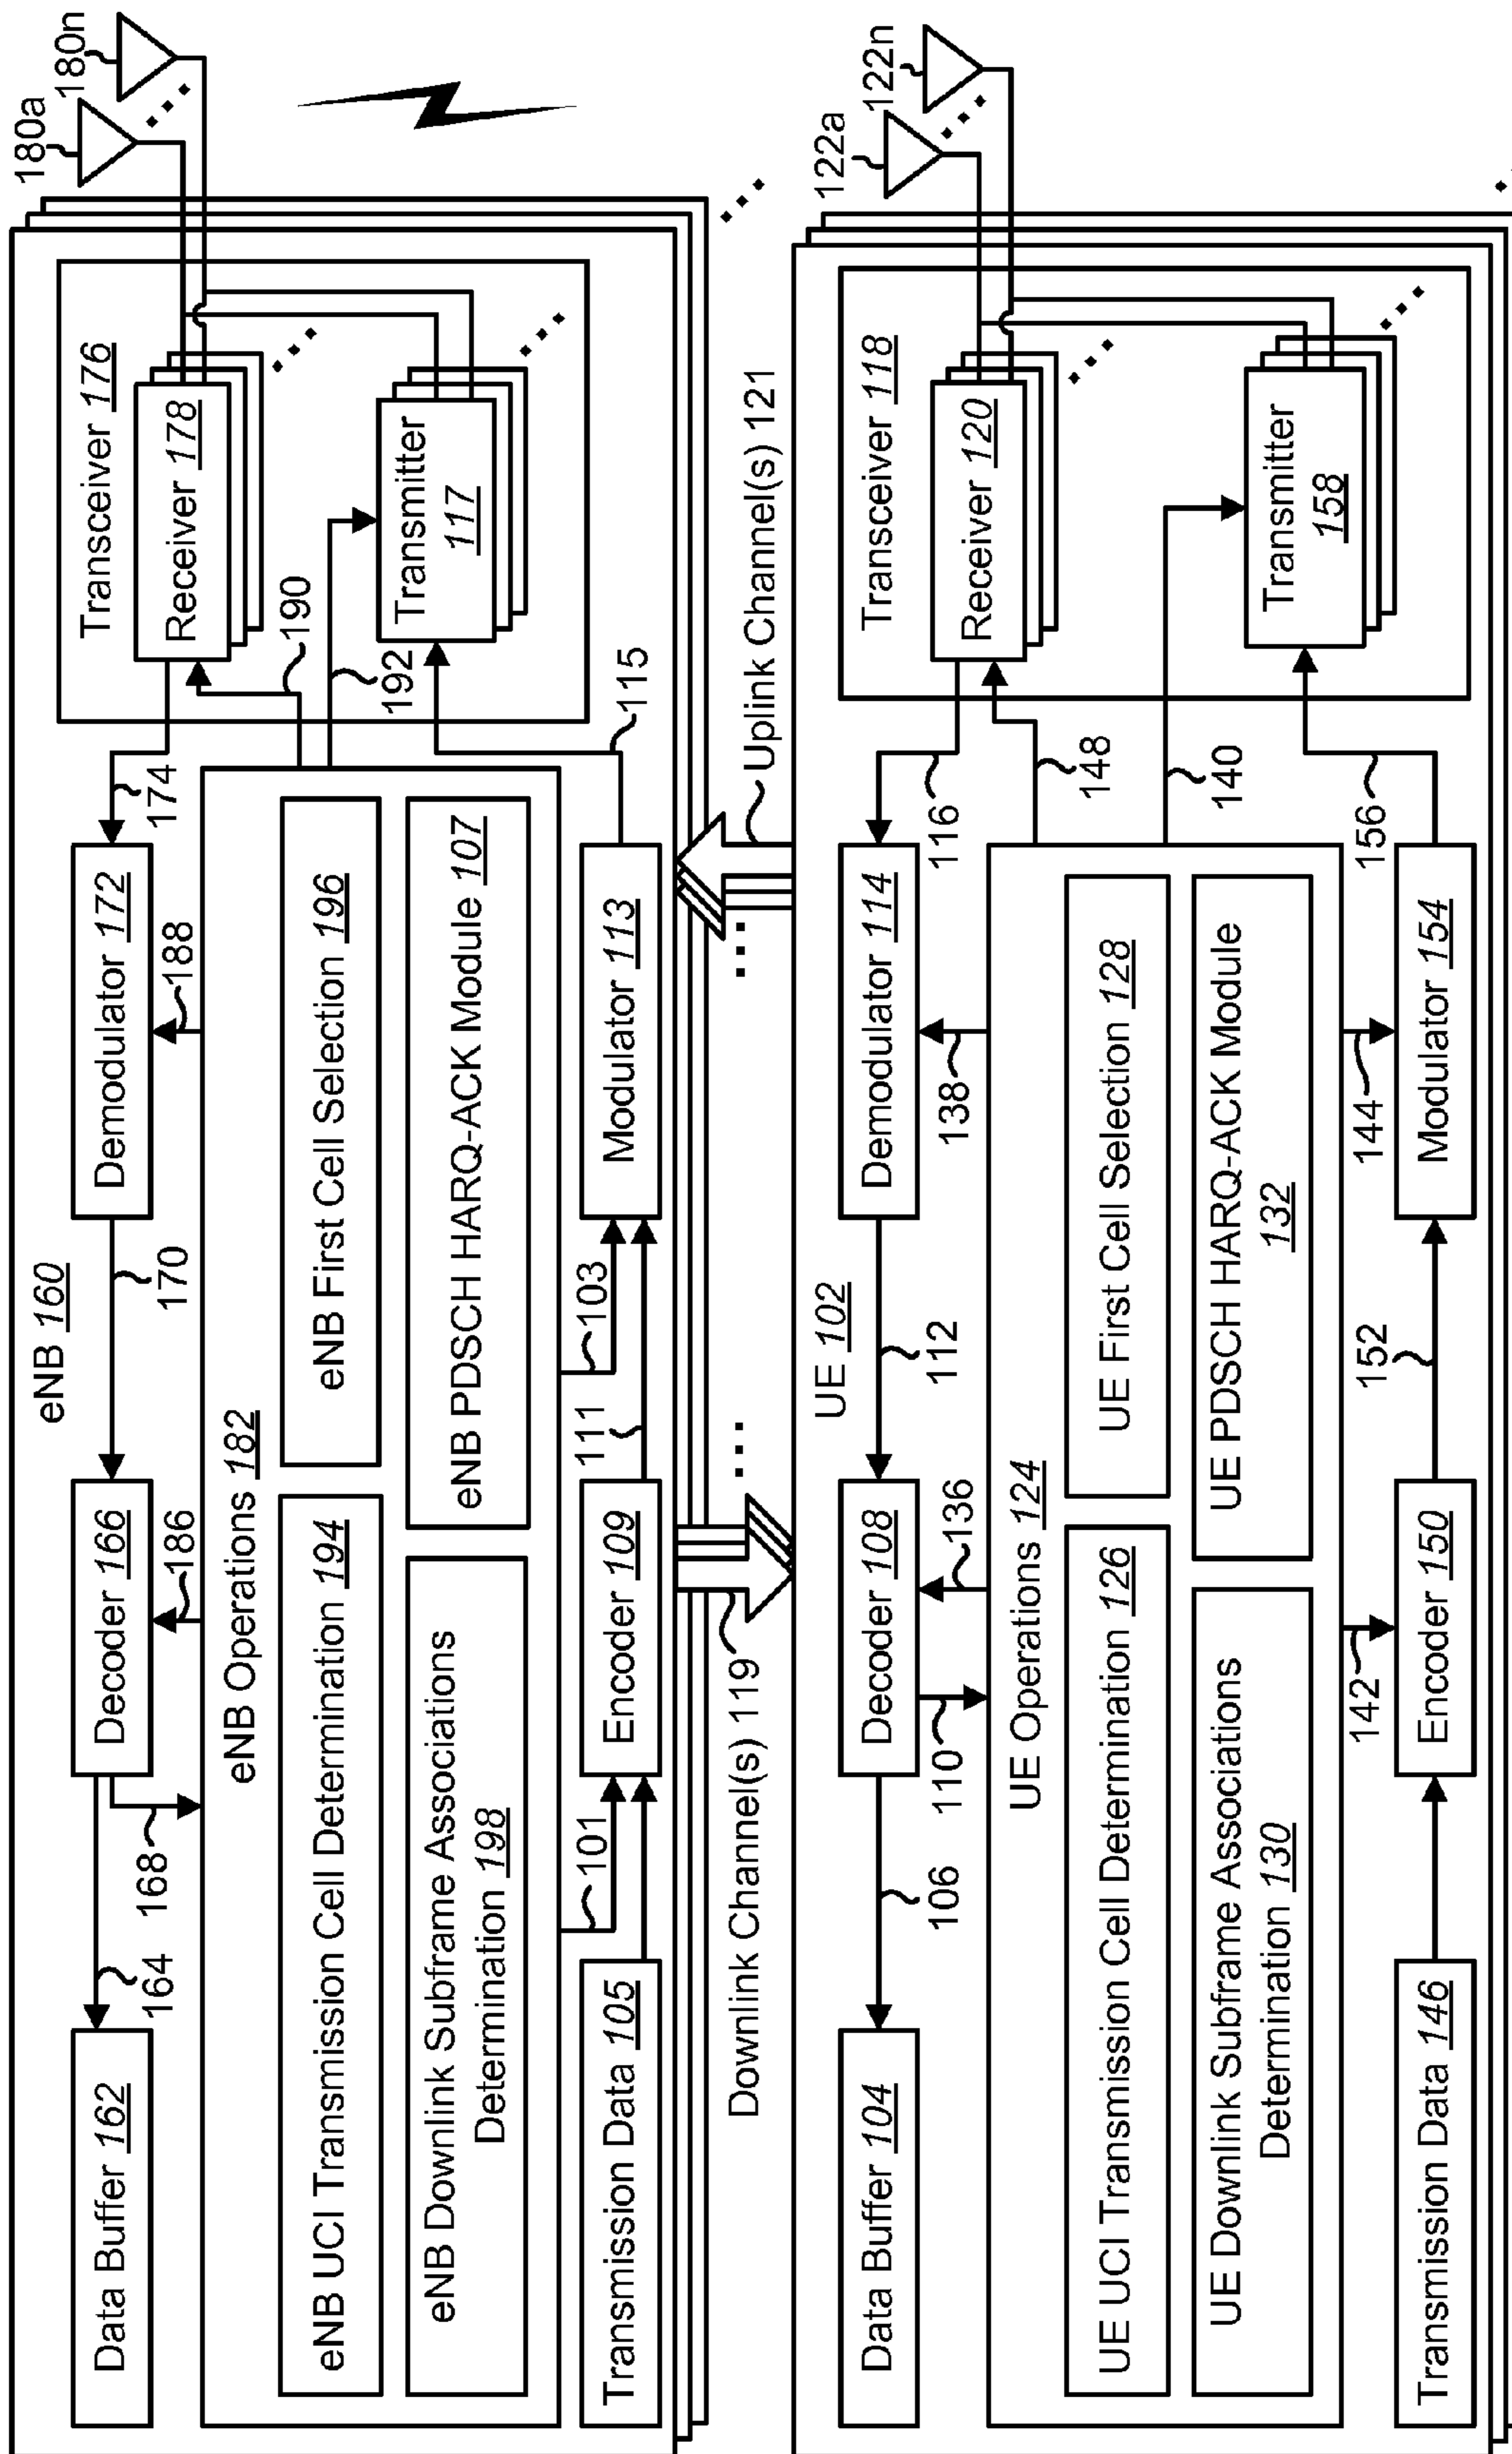 eNB 160
180a
180n
Data Buffer 162
164
Decoder 166
168
170
Demodulator 172
174
Transceiver 176
Receiver 178
186
188
190
eNB Operations 182
eNB UCI Transmission Cell Determination 194
eNB First Cell Selection 196
192
Transmitter
117
eNB Downlink Subframe Associations
Determination 198
eNB PDSCH HARQ-ACK Module 107
101
103
115
Transmission Data 105
Encoder 109
111
Modulator 113
Downlink Channel(s) 119
...
...
Uplink Channel(s) 121
UE 102
122a
122n
Data Buffer 104
106
Decoder 108
110
112
Demodulator 114
116
Transceiver 118
Receiver 120
136
138
148
UE Operations 124
UE UCI Transmission Cell Determination 126
UE First Cell Selection 128
140
Transmitter
158
UE Downlink Subframe Associations
Determination 130
UE PDSCH HARQ-ACK Module
132
142
144
156
Transmission Data 146
Encoder 150
152
Modulator 154